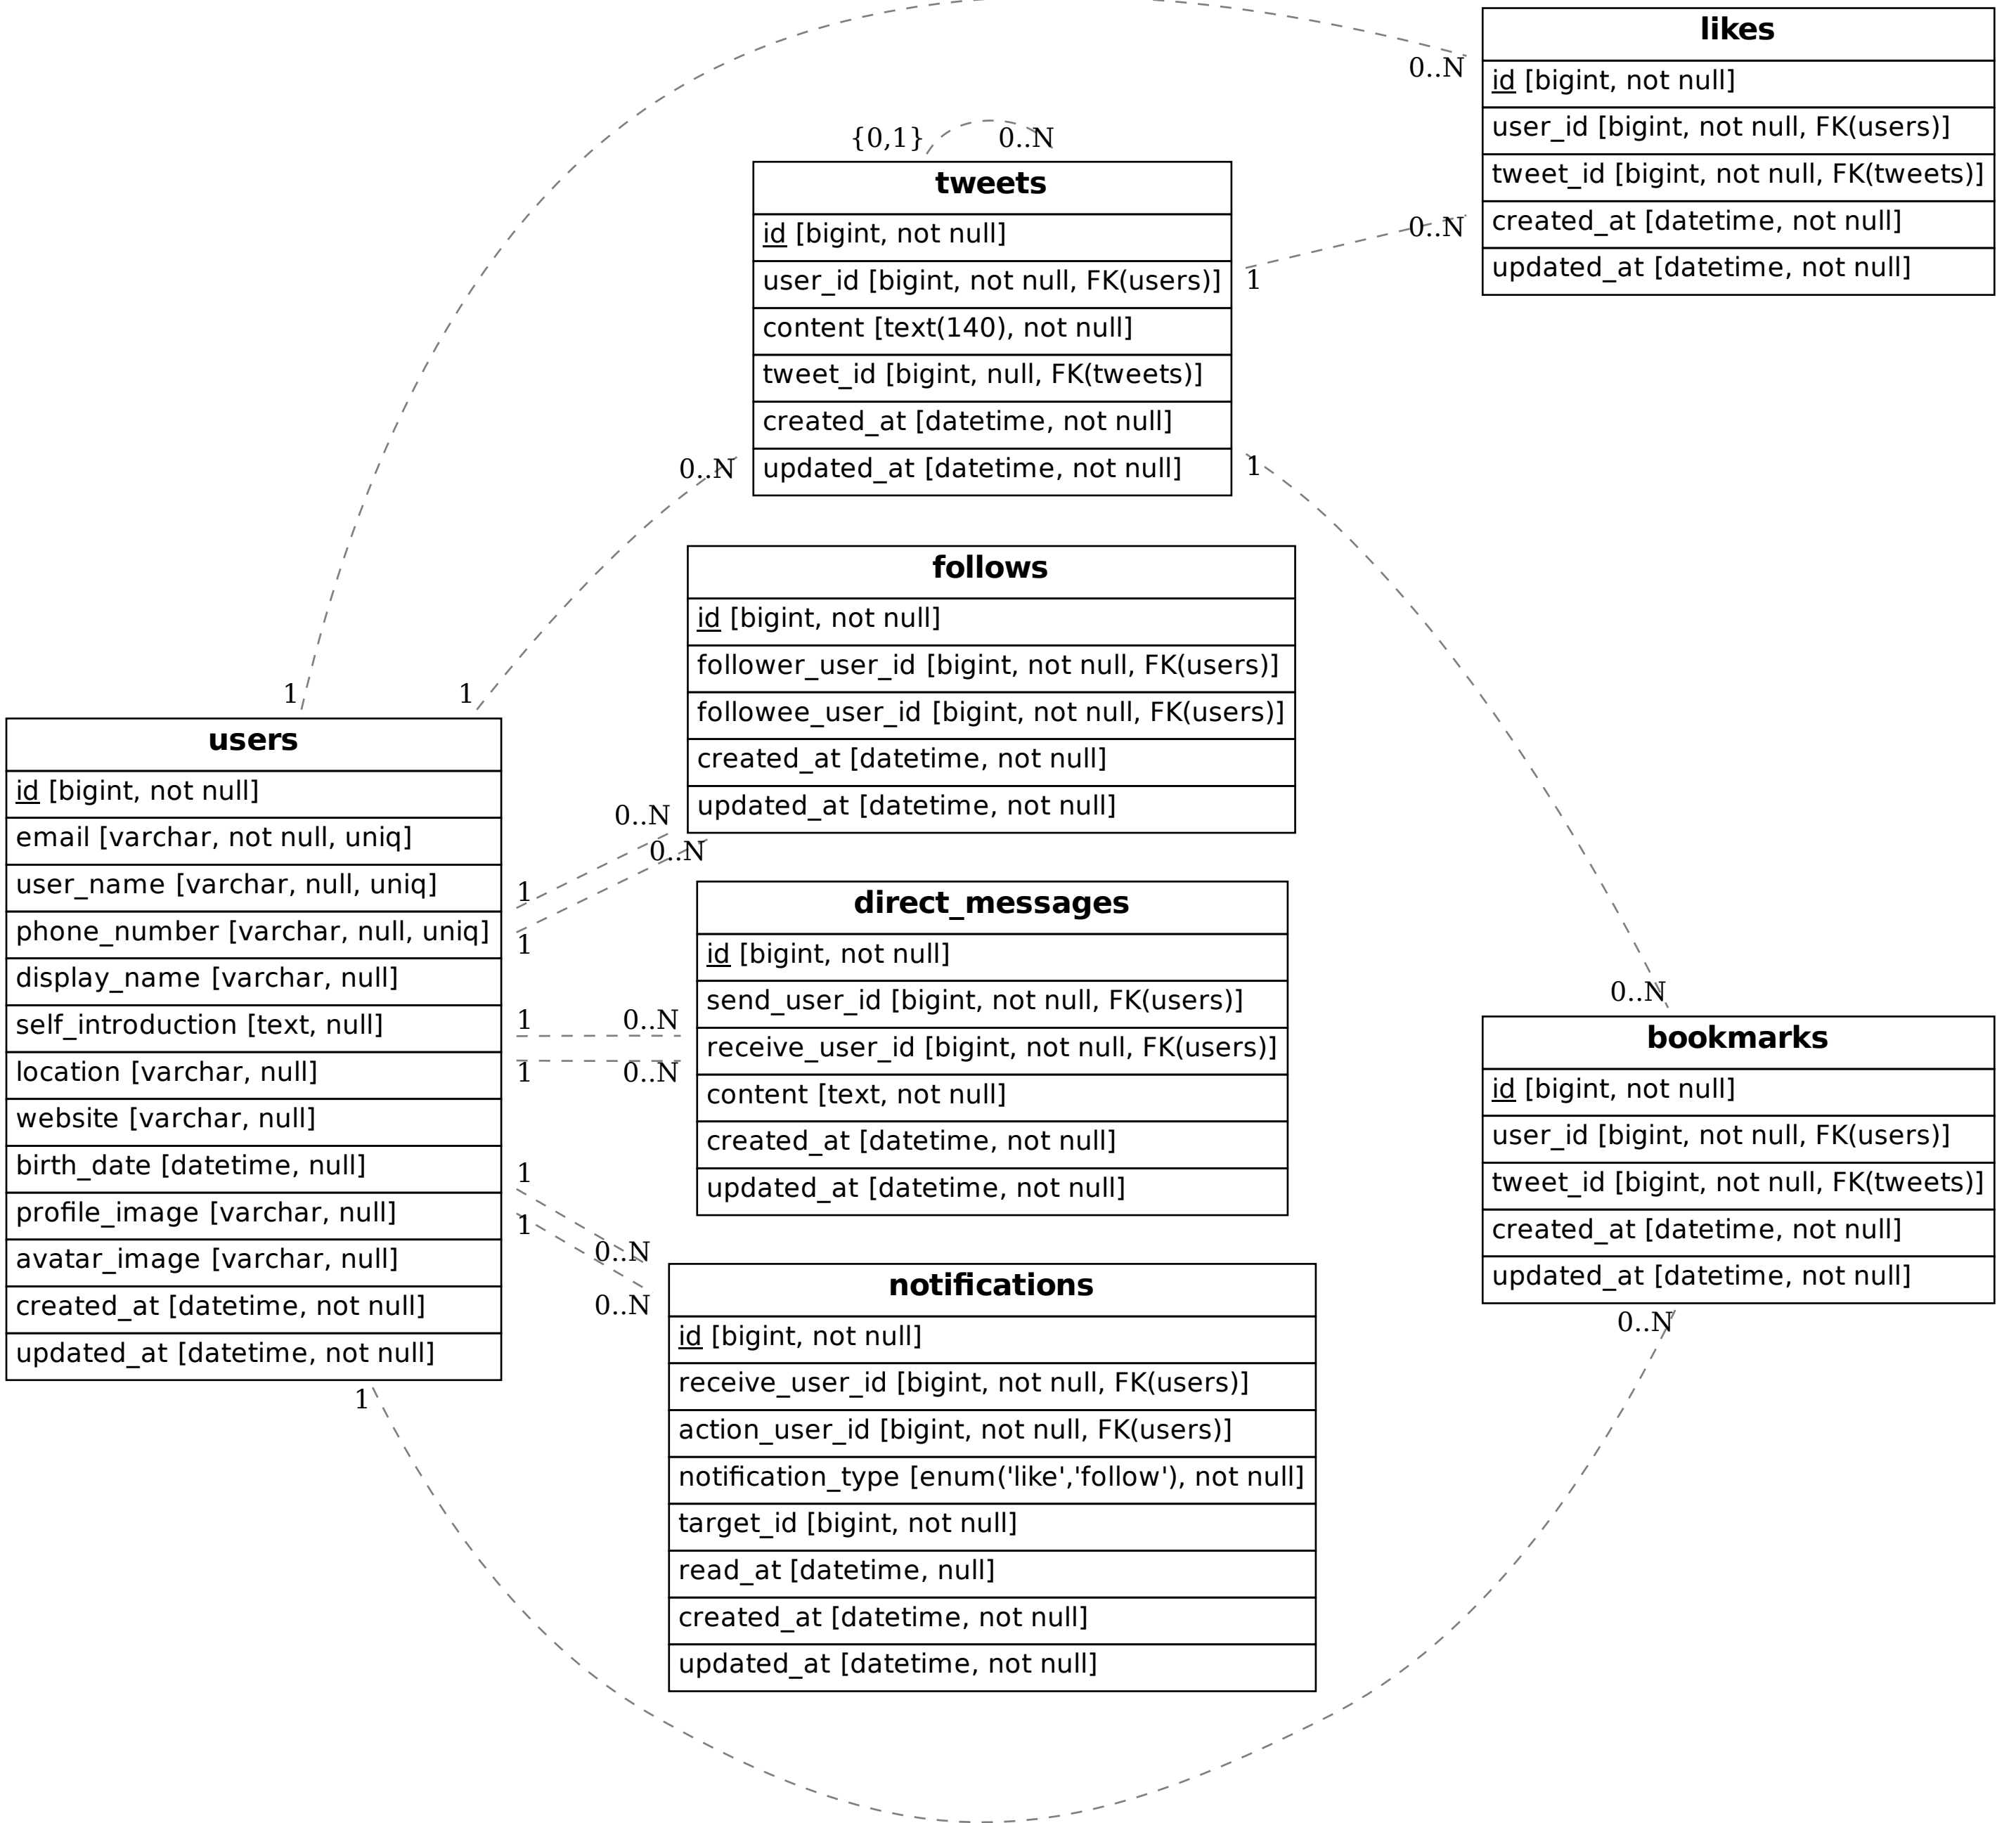 likes
id [bigint, not null]
user_id [bigint, not null, FK(users)]
tweet_id [bigint, not null, FK(tweets)]
created_at [datetime, not null]
updated_at [datetime, not null]
0..N
0..N
{0,1}
0..N
tweets
id [bigint, not null]
user_id [bigint, not null, FK(users)]
content [text(140), not null]
tweet_id [bigint, null, FK(tweets)]
created_at [datetime, not null]
updated_at [datetime, not null]
1
1
0..N
follows
id [bigint, not null]
follower_user_id [bigint, not null, FK(users)]
followee_user_id [bigint, not null, FK(users)]
created_at [datetime, not null]
updated_at [datetime, not null]
0..N
0..N
1
1
users
id [bigint, not null]
email [varchar, not null, uniq]
user_name [varchar, null, uniq]
phone_number [varchar, null, uniq]
display_name [varchar, null]
self_introduction [text, null]
location [varchar, null]
website [varchar, null]
birth_date [datetime, null]
profile_image [varchar, null]
avatar_image [varchar, null]
created_at [datetime, not null]
updated_at [datetime, not null]
1
1
1
1
1
1
1
direct_messages
id [bigint, not null]
send_user_id [bigint, not null, FK(users)]
receive_user_id [bigint, not null, FK(users)]
content [text, not null]
created_at [datetime, not null]
updated_at [datetime, not null]
0..N
0..N
0..N
0..N
notifications
id [bigint, not null]
receive_user_id [bigint, not null, FK(users)]
action_user_id [bigint, not null, FK(users)]
notification_type [enum('like','follow'), not null]
target_id [bigint, not null]
read_at [datetime, null]
created_at [datetime, not null]
updated_at [datetime, not null]
0..N
bookmarks
id [bigint, not null]
user_id [bigint, not null, FK(users)]
tweet_id [bigint, not null, FK(tweets)]
created_at [datetime, not null]
updated_at [datetime, not null]
0..N